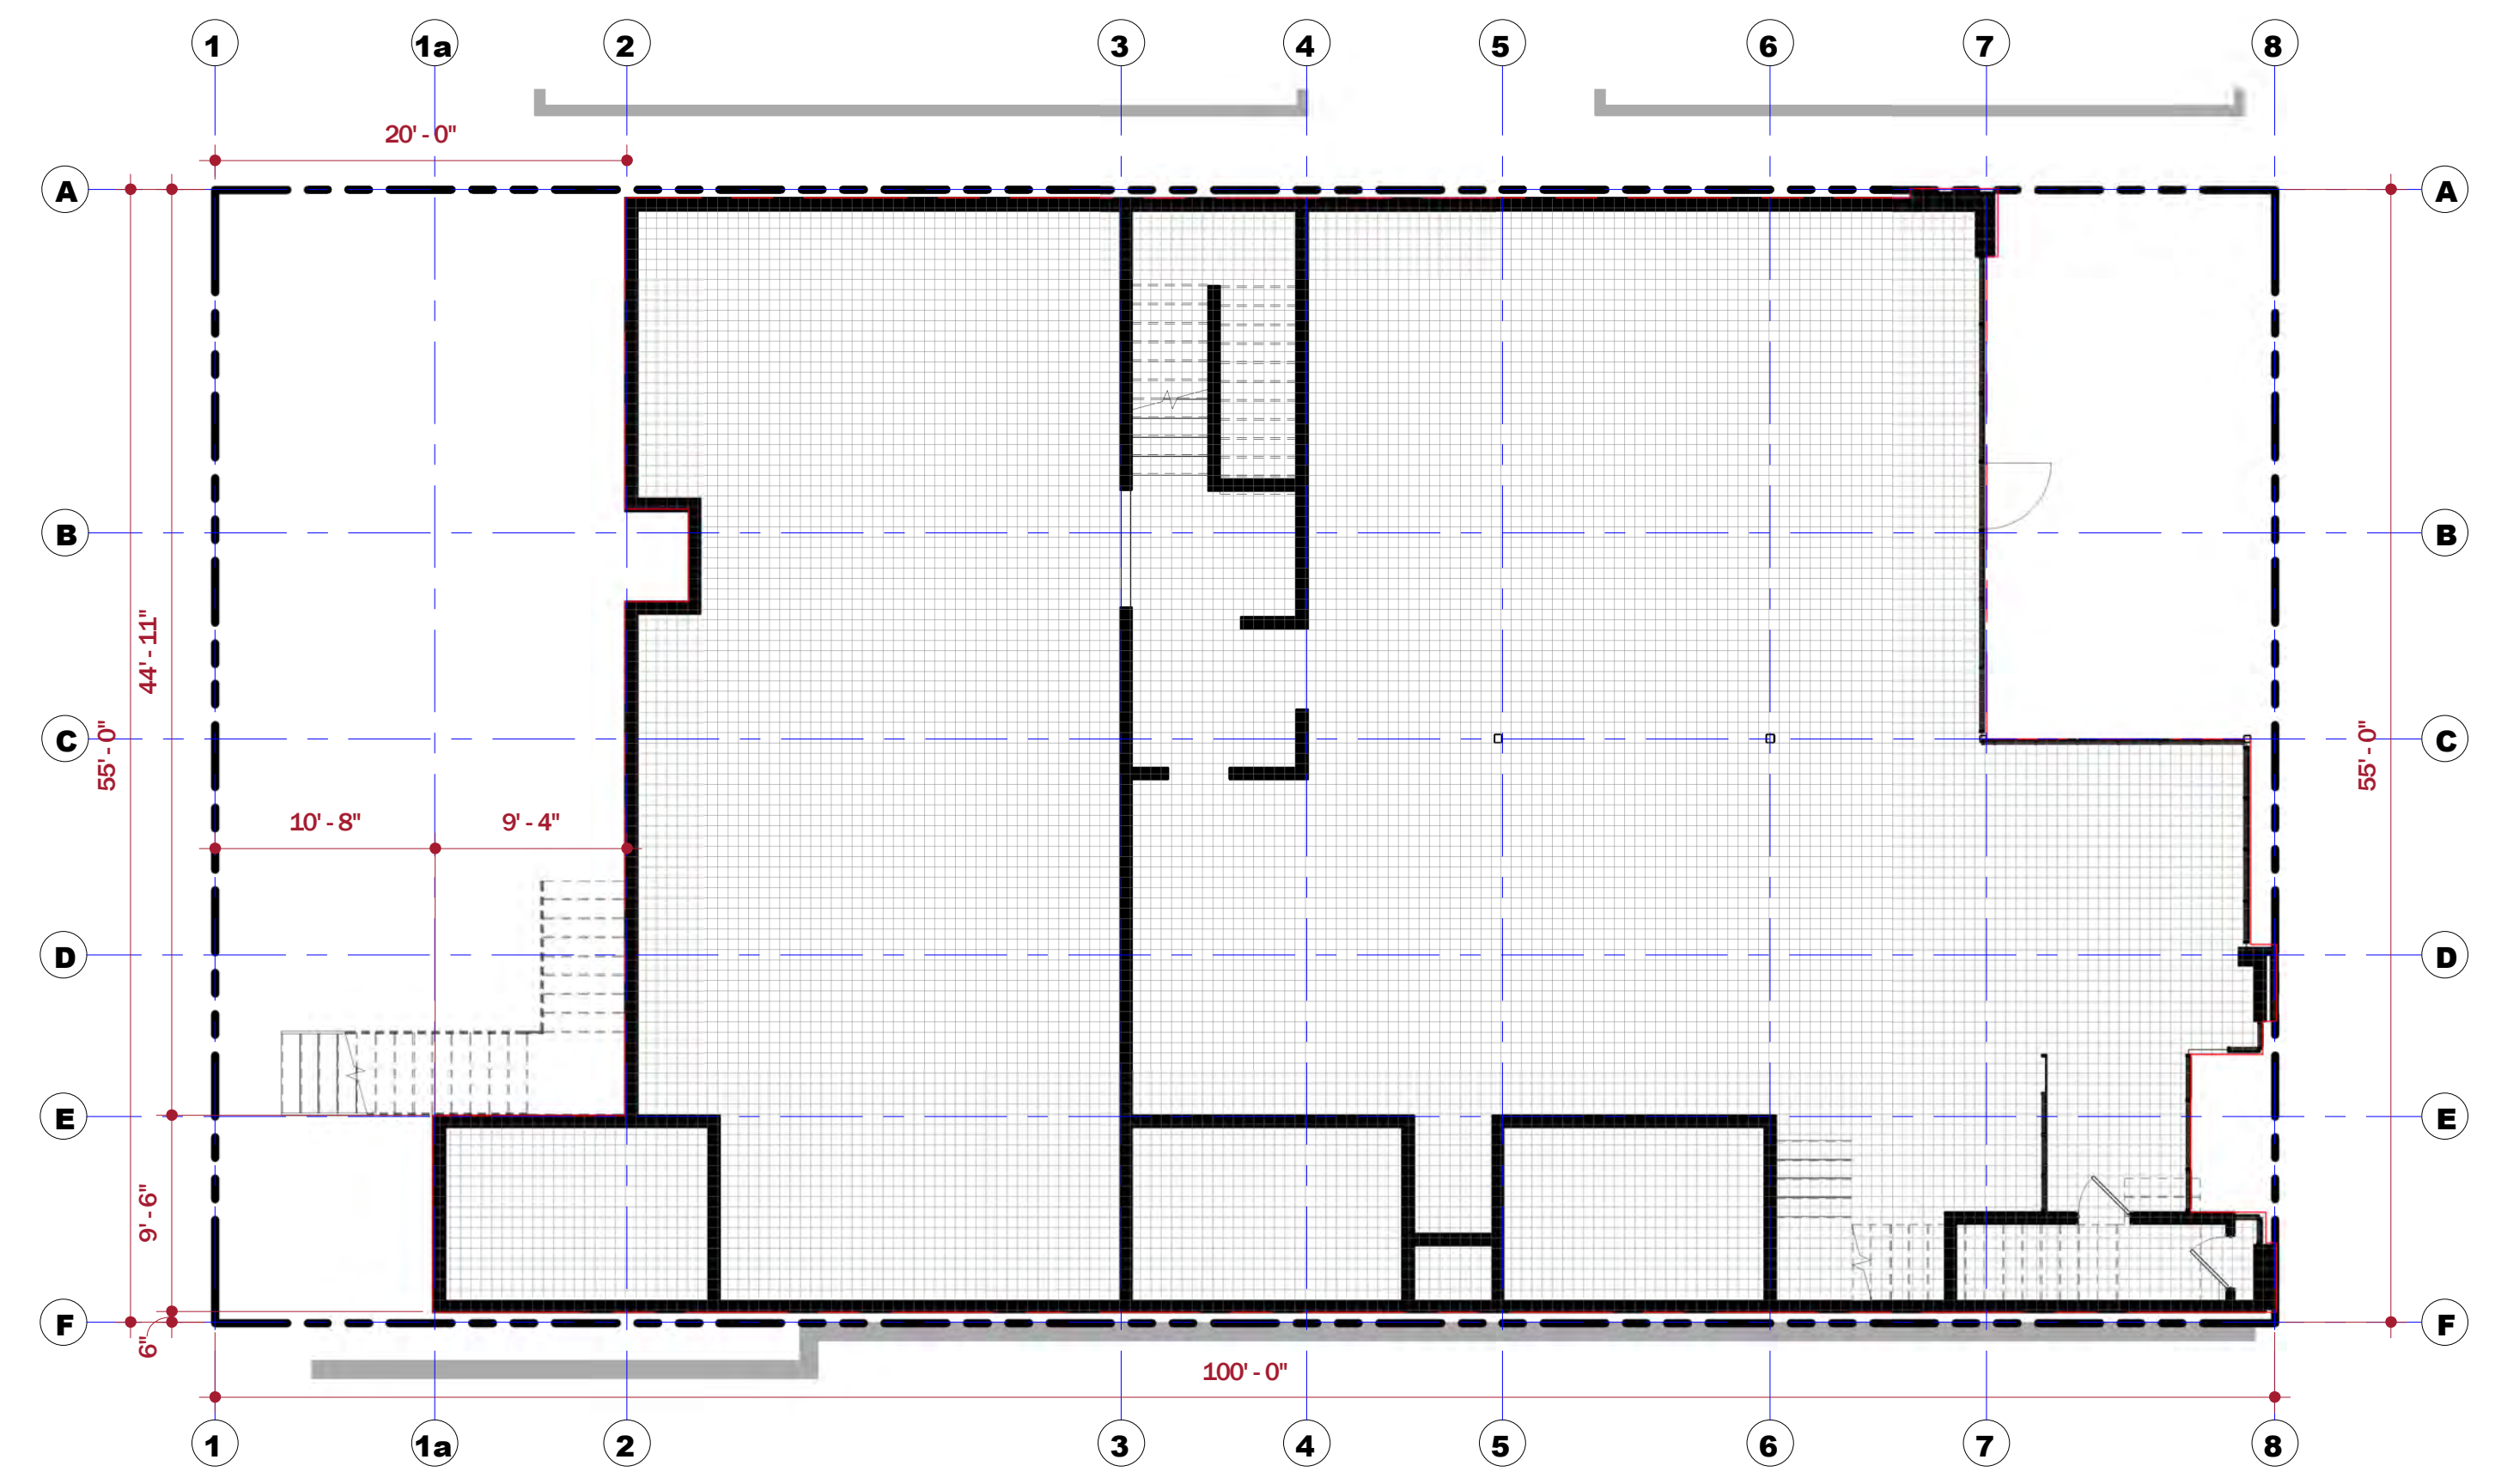 1 1a 2 3 4 5 6 7 8
20' - 0"
A A
B B
44' - 11"
C C
55' - 0" 55' - 0"
10' - 8" 9' - 4"
D D
E E
9' - 6"
F F
6"
100' - 0"
1 1a 2 3 4 5 6 7 8